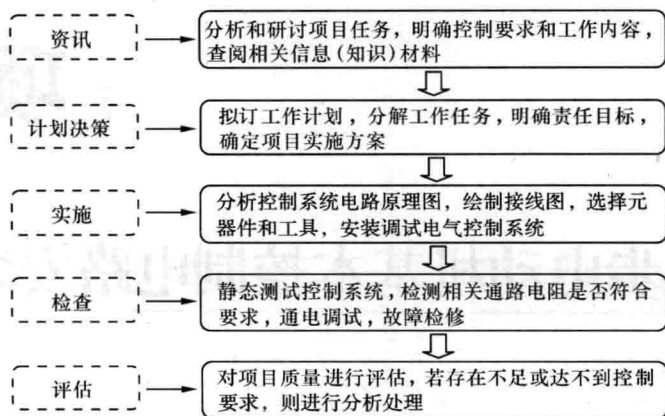 资讯
分析和研讨项目任务，明确控制要求和工作内容，
查阅相关信息(知识)材料
计划决策
拟订工作计划，分解工作任务，明确责任目标，
确定项目实施方案
实施
分析控制系统电路原理图，绘制接线图，选择元
器件和工具，安装调试电气控制系统
检查
静态测试控制系统，检测相关通路电阻是否符合
要求，通电调试，故障检修
评估
对项目质量进行评估，若存在不足或达不到控制
要求，则进行分析处理